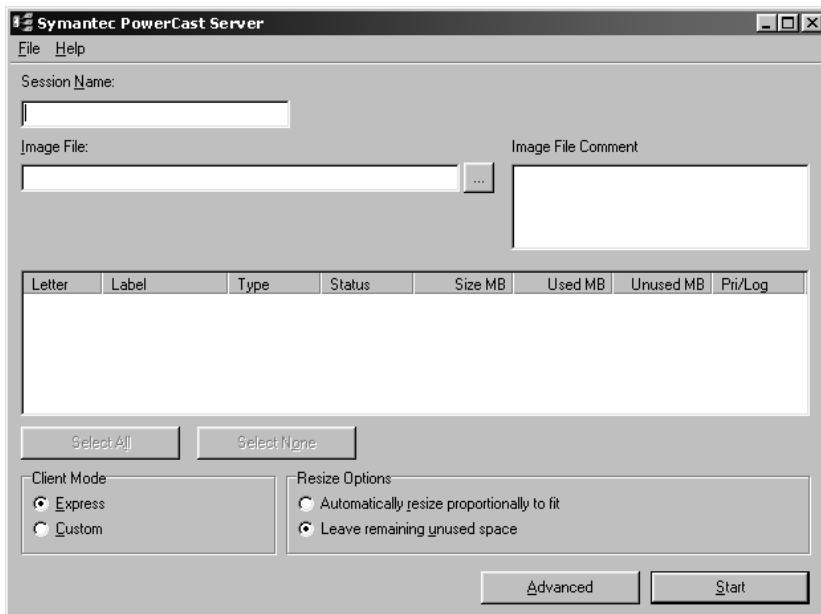 Symantec PowerCast Server
File Help
Session Name:
Image File:
...
Image File Comment
Letter Label Type Status Size MB Used MB Unused MB Pri/Log
Select All Select None
Client Mode
Express
Custom
Resize Options
Automatically resize proportionally to fit
Leave remaining unused space
Advanced Start